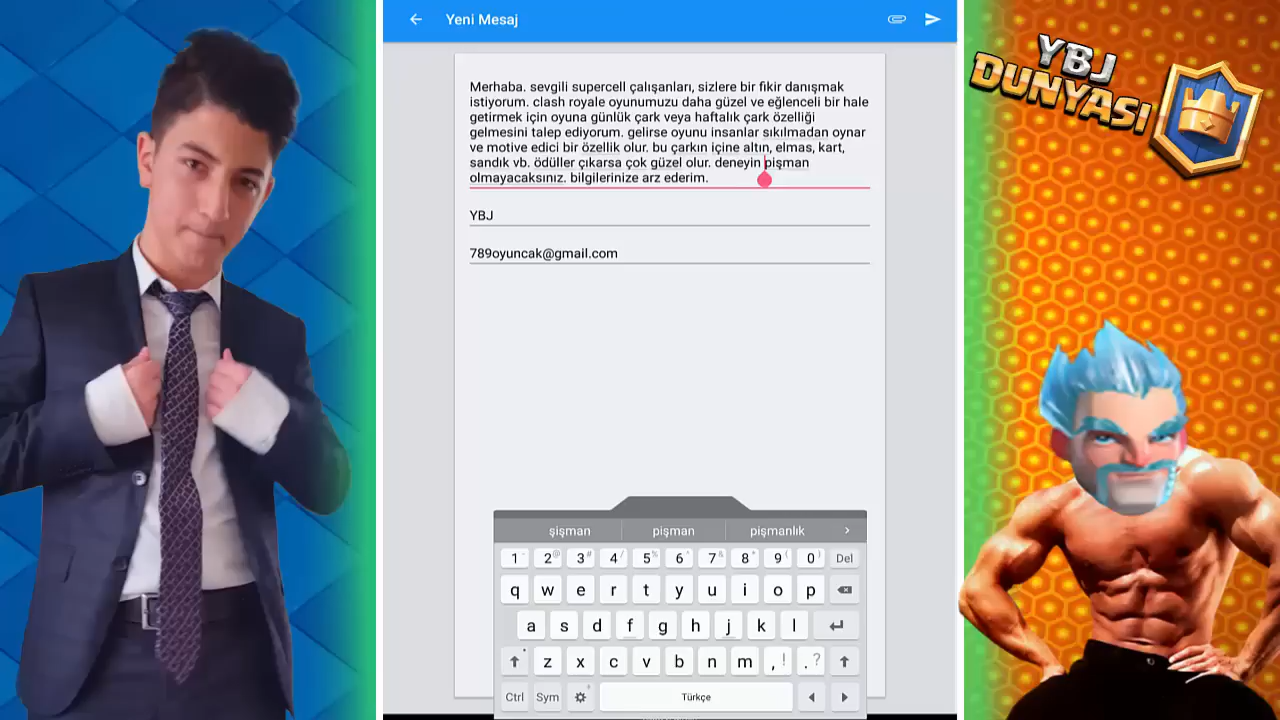 Yeni Mesaj
Merhaba. sevgili supercell çalışanları, sizlere bir fikir danışmak
istiyorum. clash royale oyunumuzu daha güzel ve eğlenceli bir hale
getirmek için oyuna günlük çark veya haftalık çark özelliği
gelmesini talep ediyorum. gelirse oyunu insanlar sıkılmadan oynar
ve motive edici bir özellik olur. bu çarkın içine altın, elmas, kart,
sandık vb. ödüller çıkarsa çok güzel olur. deneyin pişman
olmayacaksınız. bilgilerinize arz ederim.
YBJ
789oyuncak@gmail.com
şişman pişman pişmanlık >
1 - 2 @ 3 # 4 / 5 % 6 ^ 7 & 8 * 9 ( 0 ) Del
q w e r t y u i o p
a s d f g h j k l
z x c v b n m , ! . ?
Ctrl Sym Türkçe
YBJ
DUNYASI